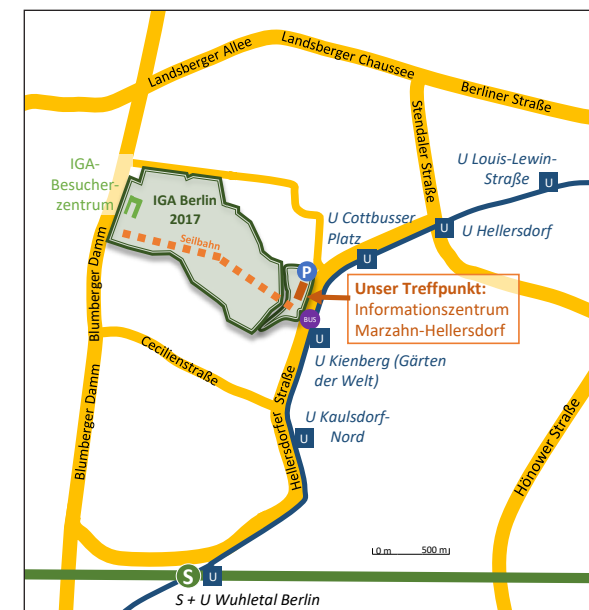 Landsberger Allee
Landsberger Chaussee
Berliner Straße
Stendaler Straße
U Louis-Lewin-
Straße
U
IGA-
Besucher-
zentrum
IGA Berlin
2017
Seilbahn
U Cottbusser
Platz
U
U
U Hellersdorf
P
Unser Treffpunkt:
Informationszentrum
Marzahn-Hellersdorf
BUS
U
U Kienberg (Gärten
der Welt)
Blumberger Damm
Cecilienstraße
Hellersdorfer Straße
U Kaulsdorf-
Nord
U
Blumberger Damm
Hönower Straße
0 m 500 m
S
U
S + U Wuhletal Berlin